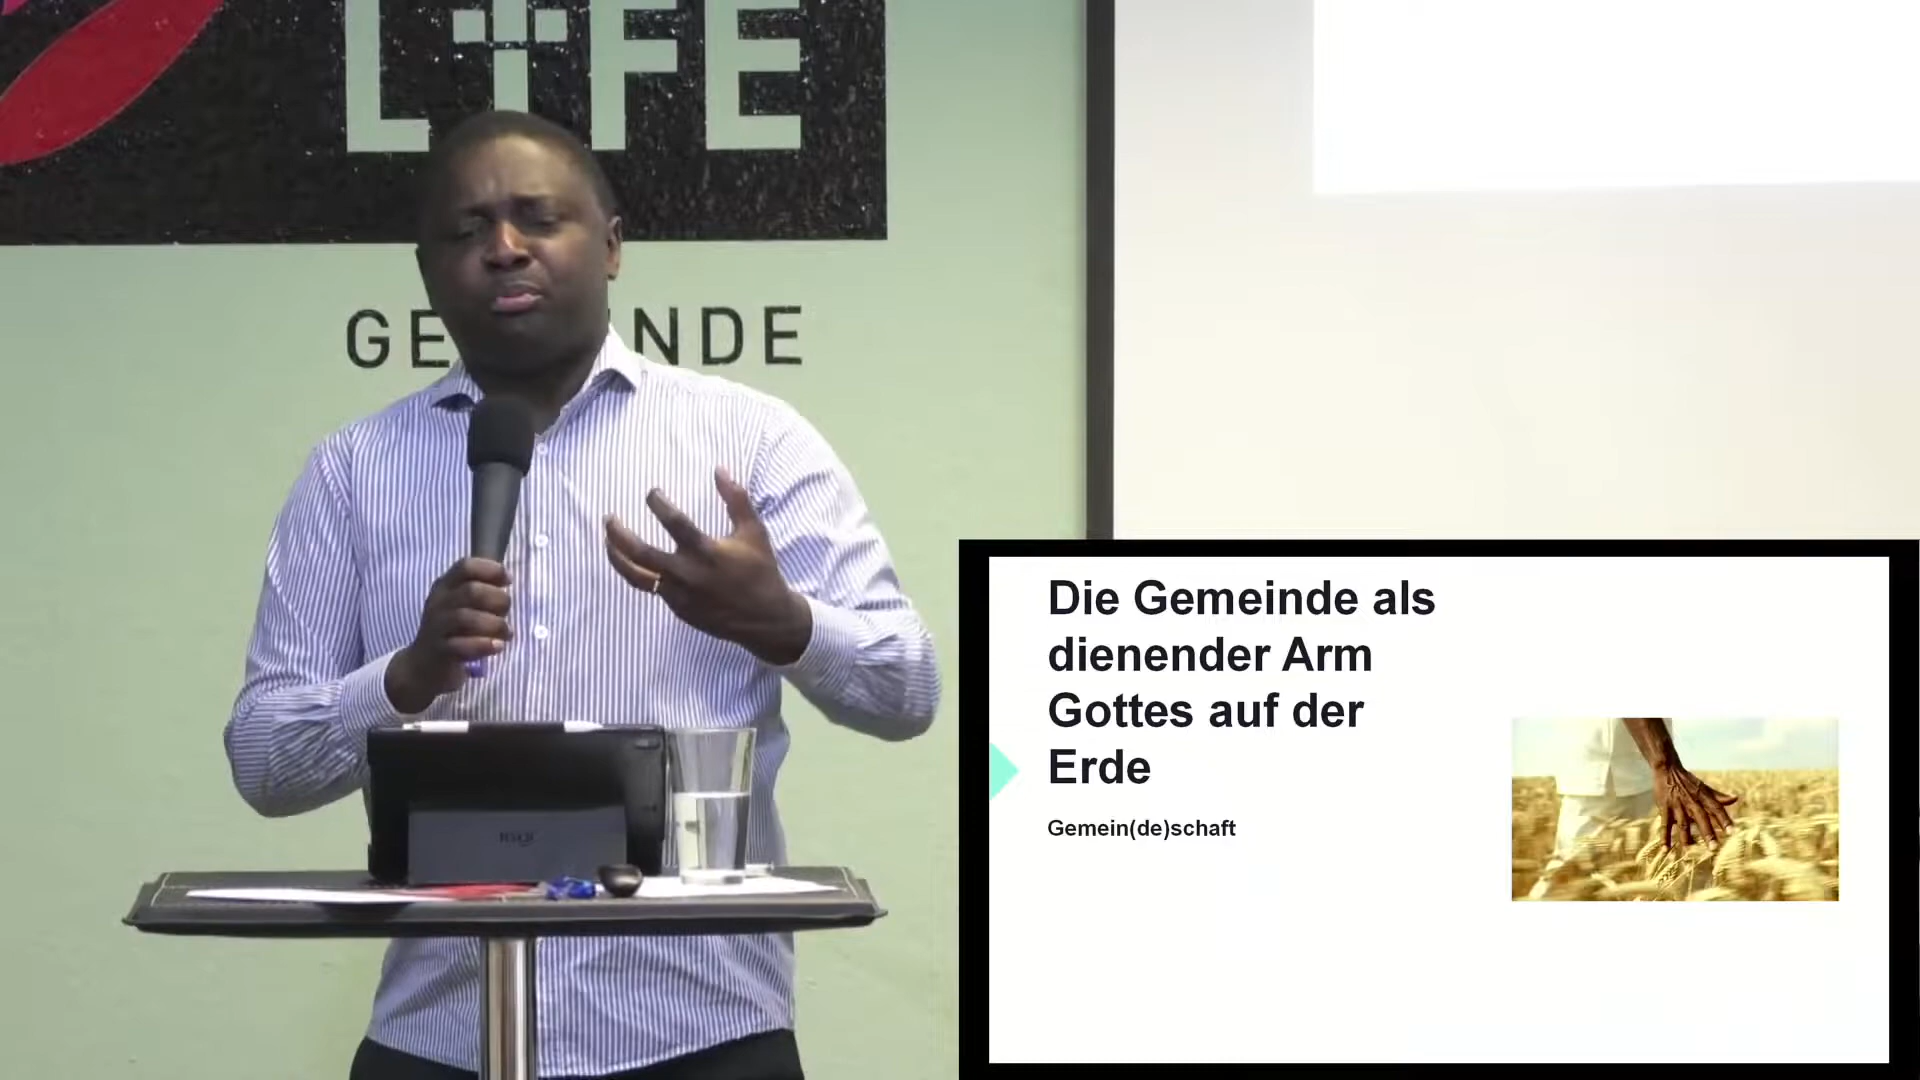 LIFE
GE NDE
Die Gemeinde als
dienender Arm
Gottes auf der
Erde
Gemein(de)schaft